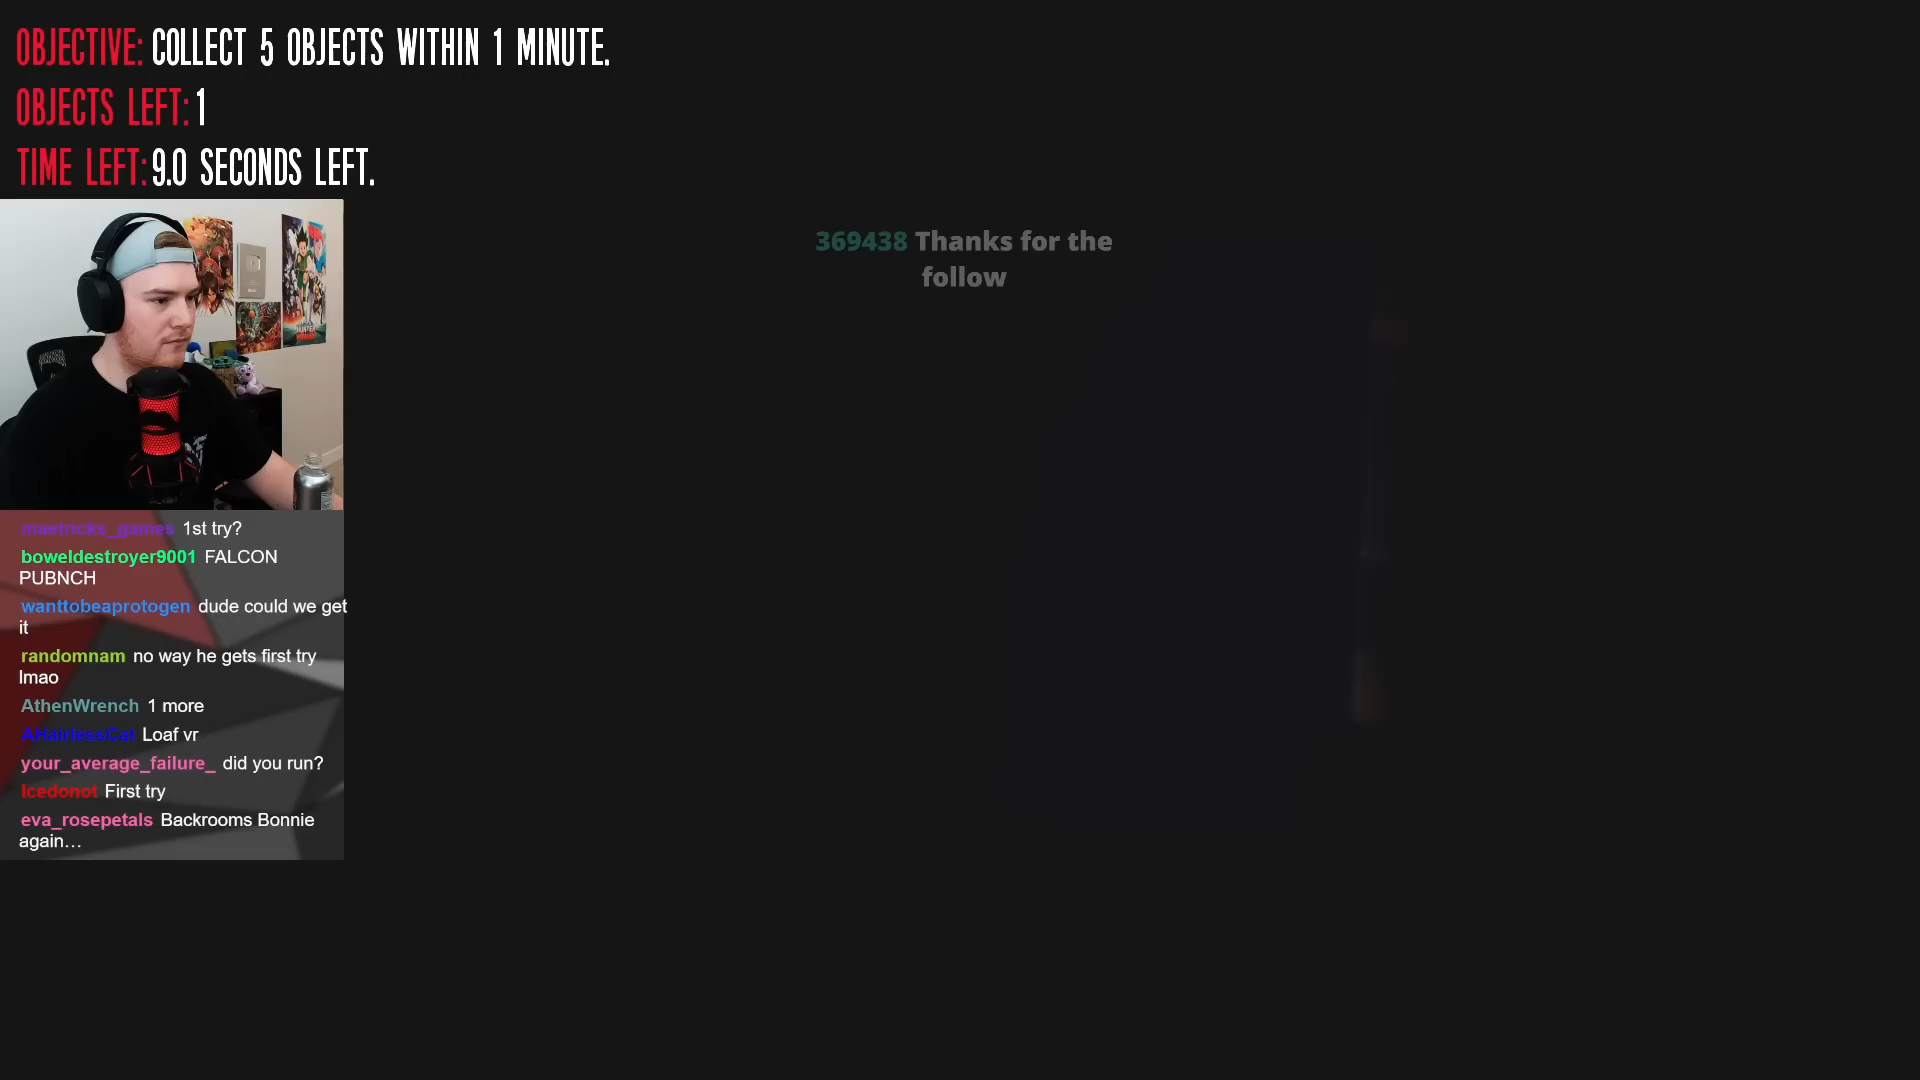 OBJECTIVE: COLLECT 5 OBJECTS WITHIN 1 MINUTE.
OBJECTS LEFT: 1
TIME LEFT: 9.0 SECONDS LEFT.
369438 Thanks for the
follow
maetricks_games 1st try?
boweldestroyer9001 FALCON
PUBNCH
wanttobeaprotogen dude could we get
it
randomnam no way he gets first try
lmao
AthenWrench 1 more
AHairlessCat Loaf vr
your_average_failure_ did you run?
Icedonot First try
eva_rosepetals Backrooms Bonnie
again…